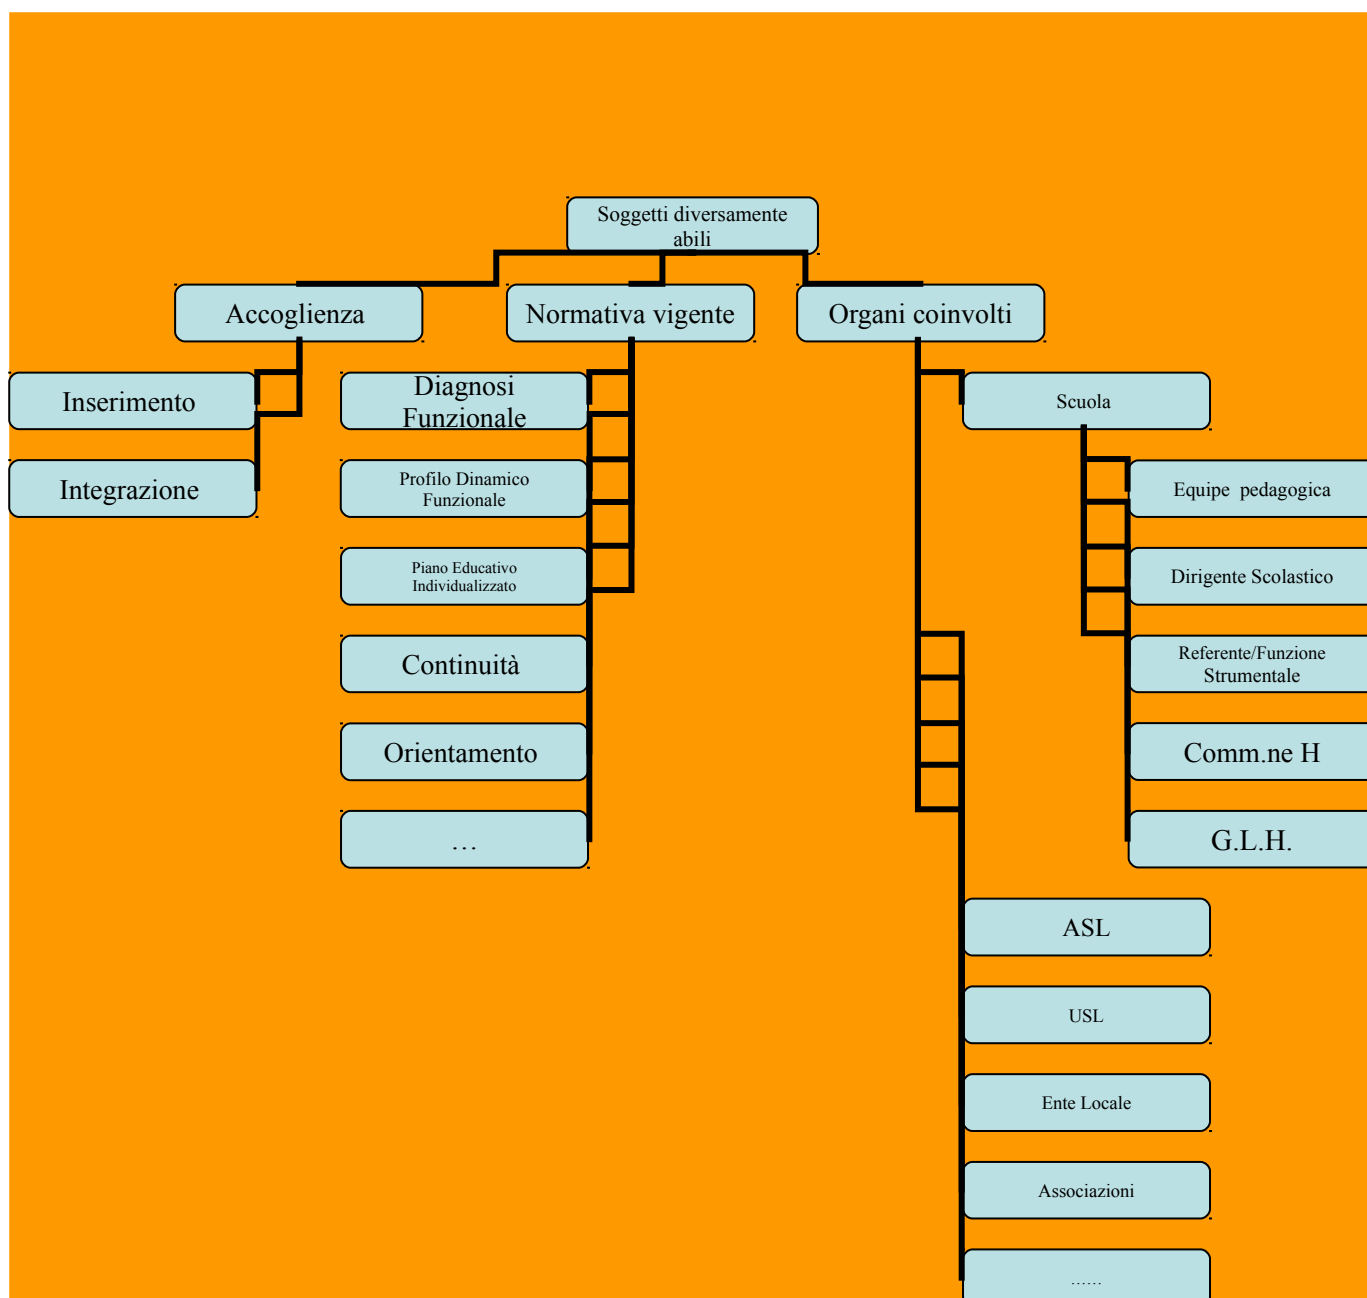 Soggetti diversamente
abili
Accoglienza
Normativa vigente
Organi coinvolti
Inserimento
Integrazione
Diagnosi
Funzionale
Profilo Dinamico
Funzionale
Piano Educativo
Individualizzato
Continuità
Orientamento
…
Scuola
Equipe  pedagogica
Dirigente Scolastico
Referente/Funzione
Strumentale
Comm.ne H
G.L.H.
ASL
USL
Ente Locale
Associazioni
……